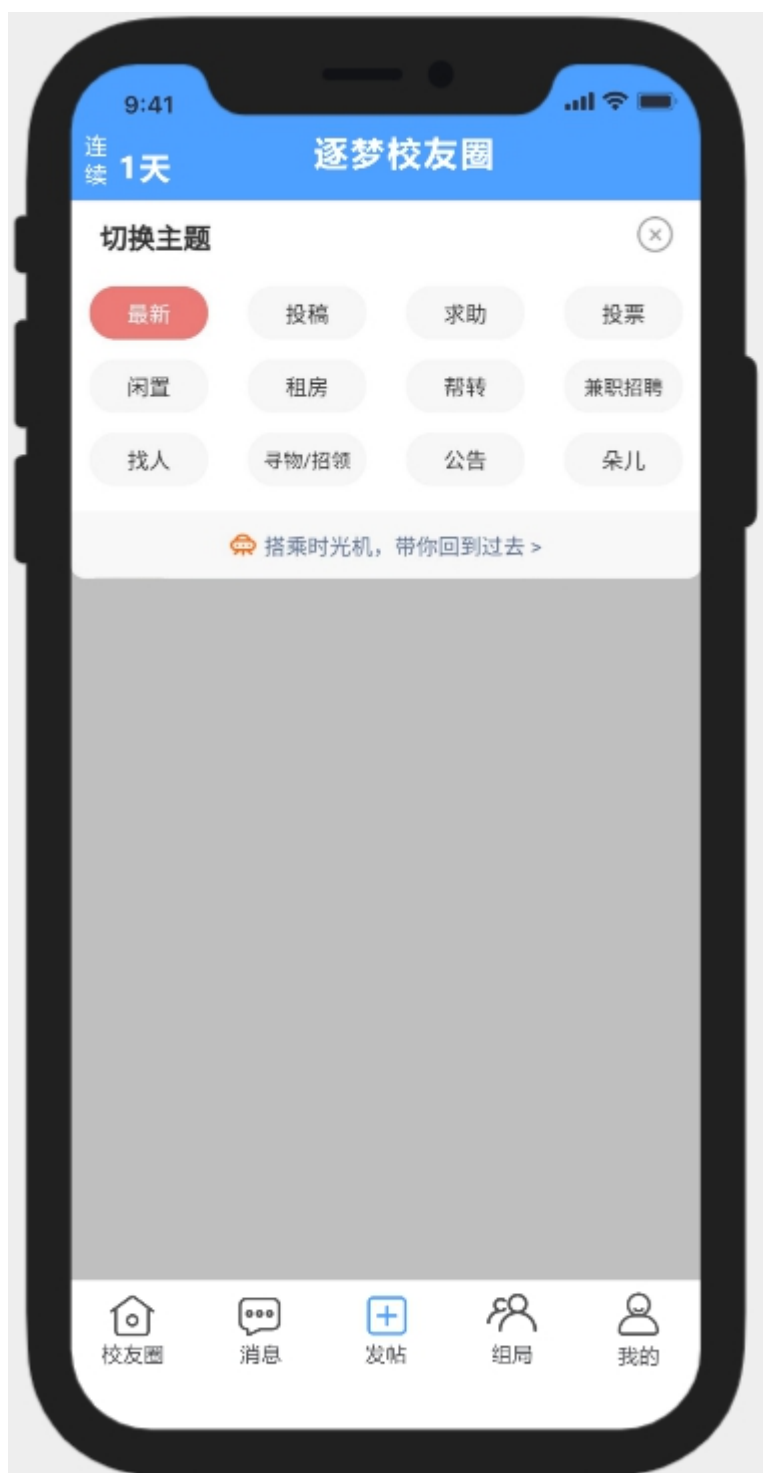 9:41
连续 1天
逐梦校友圈
切换主题
最新 投稿 求助 投票
闲置 租房 帮转 兼职招聘
找人 寻物/招领 公告 朵儿
搭乘时光机，带你回到过去 >
校友圈 消息 发帖 组局 我的